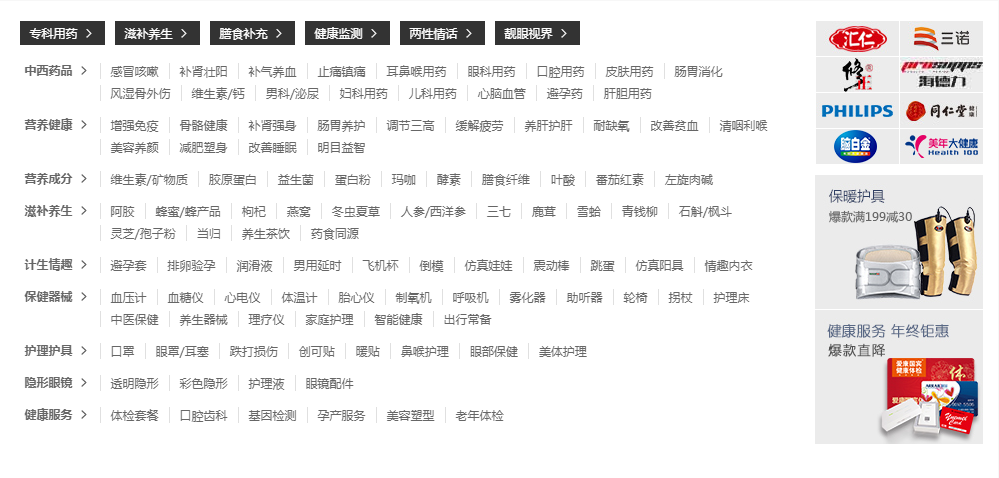 专科用药 滋补养生 膳食补充 健康监测 两性情话 靓眼视界
中西药品 感冒咳嗽 补肾壮阳 补气养血 止痛镇痛 耳鼻喉用药 眼科用药 口腔用药 皮肤用药 肠胃消化
风湿骨外伤 维生素/钙 男科/泌尿 妇科用药 儿科用药 心脑血管 避孕药 肝胆用药
营养健康 增强免疫 骨骼健康 补肾强身 肠胃养护 调节三高 缓解疲劳 养肝护肝 耐缺氧 改善贫血 清咽利喉
美容养颜 减肥塑身 改善睡眠 明目益智
营养成分 维生素/矿物质 胶原蛋白 益生菌 蛋白粉 玛咖 酵素 膳食纤维 叶酸 番茄红素 左旋肉碱
滋补养生 阿胶 蜂蜜/蜂产品 枸杞 燕窝 冬虫夏草 人参/西洋参 三七 鹿茸 雪蛤 青钱柳 石斛/枫斗
灵芝/孢子粉 当归 养生茶饮 药食同源
计生情趣 避孕套 排卵验孕 润滑液 男用延时 飞机杯 倒模 仿真娃娃 震动棒 跳蛋 仿真阳具 情趣内衣
保健器械 血压计 血糖仪 心电仪 体温计 胎心仪 制氧机 呼吸机 雾化器 助听器 轮椅 拐杖 护理床
中医保健 养生器械 理疗仪 家庭护理 智能健康 出行常备
护理护具 口罩 眼罩/耳塞 跌打损伤 创可贴 暖贴 鼻喉护理 眼部保健 美体护理
隐形眼镜 透明隐形 彩色隐形 护理液 眼镜配件
健康服务 体检套餐 口腔齿科 基因检测 孕产服务 美容塑型 老年体检
汇仁 三诺
修正 prosupps
海德力
PHILIPS 同仁堂 健康
脑白金 美年大健康
Health 100
保暖护具
爆款满199减30
健康服务 年终钜惠
爆款直降
爱康国宾
健康体检
体